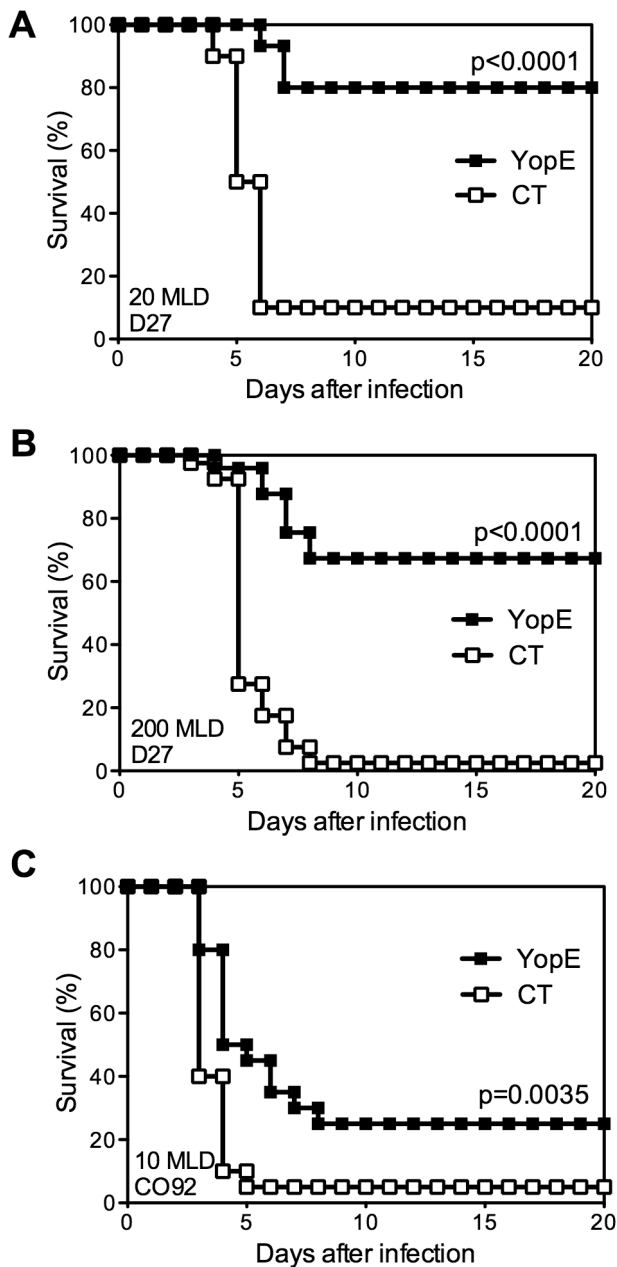 A
100
80
60
40
20
0
Survival (%)
p<0.0001
YopE
CT
20 MLD
D27
0 5 10 15 20
Days after infection
B
100
80
60
40
20
0
Survival (%)
p<0.0001
YopE
CT
200 MLD
D27
0 5 10 15 20
Days after infection
C
100
80
60
40
20
0
Survival (%)
YopE
CT
p=0.0035
10 MLD
CO92
0 5 10 15 20
Days after infection